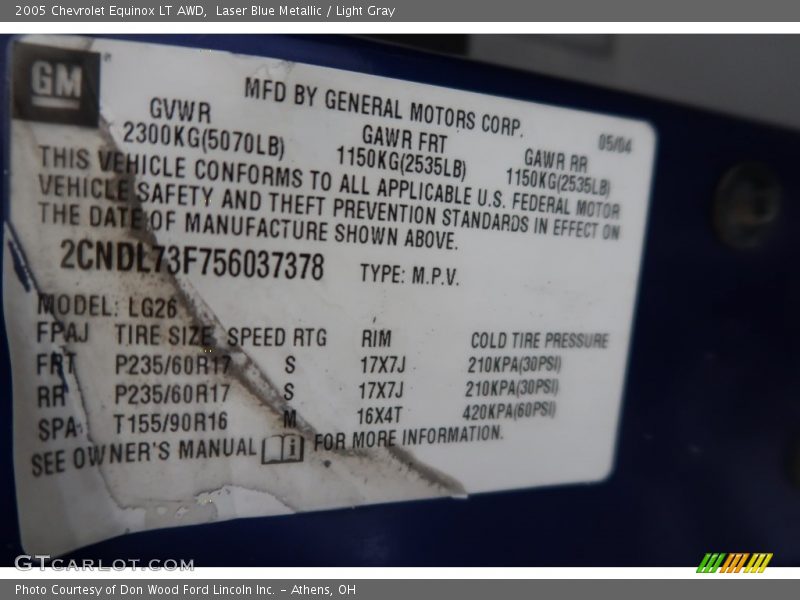 2005 Chevrolet Equinox LT AWD,  Laser Blue Metallic / Light Gray
GM
MFD BY GENERAL MOTORS CORP.
05/04
GVWR
GAWR FRT
GAWR RR
2300KG(5070LB)
1150KG(2535LB)
1150KG(2535LB)
THIS VEHICLE CONFORMS TO ALL APPLICABLE U.S. FEDERAL MOTOR
VEHICLE SAFETY AND THEFT PREVENTION STANDARDS IN EFFECT ON
THE DATE OF MANUFACTURE SHOWN ABOVE.
2CNDL73F756037378 TYPE: M.P.V.
MODEL: LG26
FPAJ TIRE SIZE SPEED RTG RIM COLD TIRE PRESSURE
FRT P235/60R17 S 17X7J 210KPA(30PSI)
RR P235/60R17 S 17X7J 210KPA(30PSI)
SPA T155/90R16 M 16X4T 420KPA(60PSI)
SEE OWNER'S MANUAL i FOR MORE INFORMATION.
GTCARLOT.COM
Photo Courtesy of Don Wood Ford Lincoln Inc. – Athens, OH